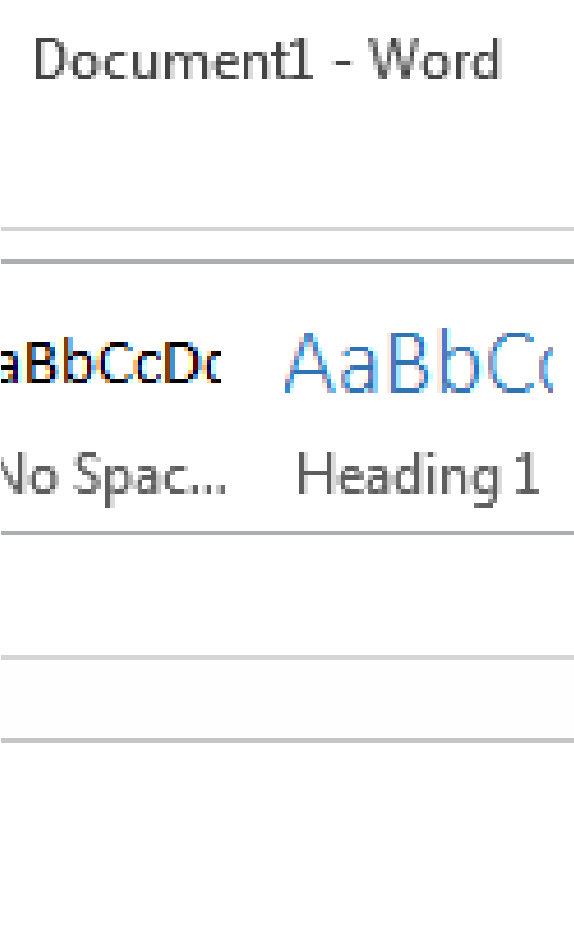 Document1 - Word
aBbCcDc AaBbCc
No Spac... Heading 1